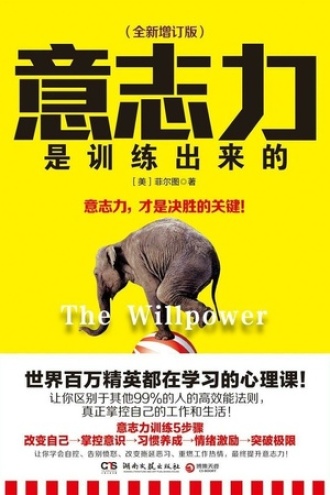 （全新增订版）
意志力
是训练出来的
［美］菲尔图◎著
意志力，才是决胜的关键！
The Willpower
世界百万精英都在学习的心理课！
让你区别于其他99%的人的高效能法则，
真正掌控自己的工作和生活！
意志力训练5步骤
改变自己→掌控意识→习惯养成→情绪激励→突破极限
让你学会自控、告别愤怒、改变拖延恶习、重燃工作热情，最终提升意志力！
湖南文艺出版社
博集天卷